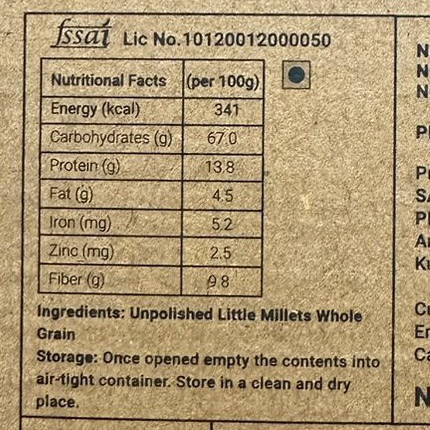 fssai Lic No.10120012000050
Nutritional Facts (per 100g)
Energy (kcal) 341
Carbohydrates (g) 67.0
Protein (g) 13.8
Fat (g) 4.5
Iron (mg) 5.2
Zinc (mg) 2.5
Fiber (g) 9.8
Ingredients: Unpolished Little Millets Whole
Grain
Storage: Once opened empty the contents into
air-tight container. Store in a clean and dry
place.